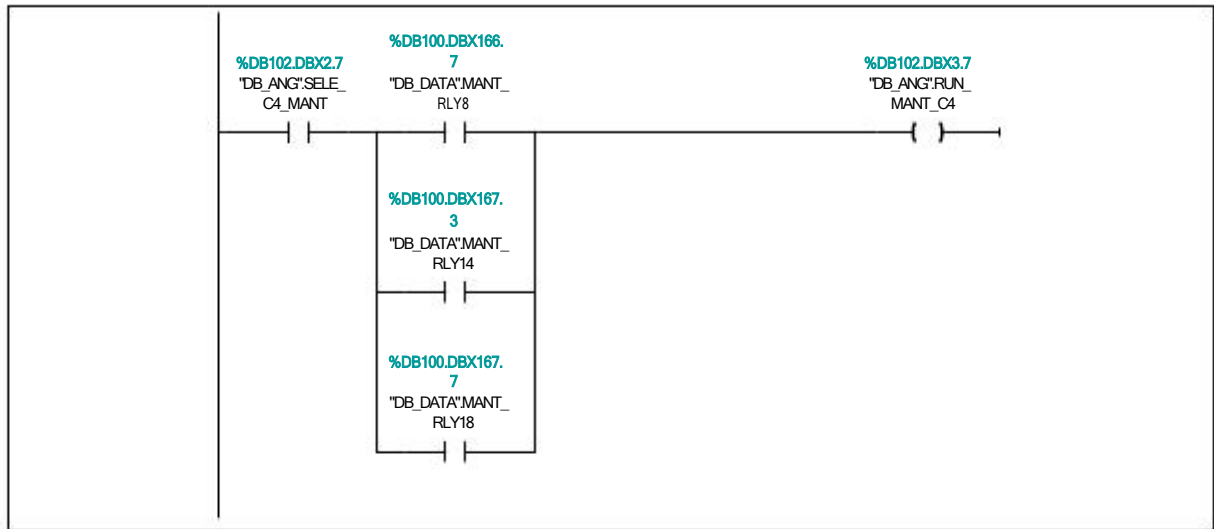 %DB102.DBX2.7
"DB_ANG".SELE_
C4_MANT
%DB100.DBX166.
7
"DB_DATA".MANT_
RLY8
%DB102.DBX3.7
"DB_ANG".RUN_
MANT_C4
%DB100.DBX167.
3
"DB_DATA".MANT_
RLY14
%DB100.DBX167.
7
"DB_DATA".MANT_
RLY18